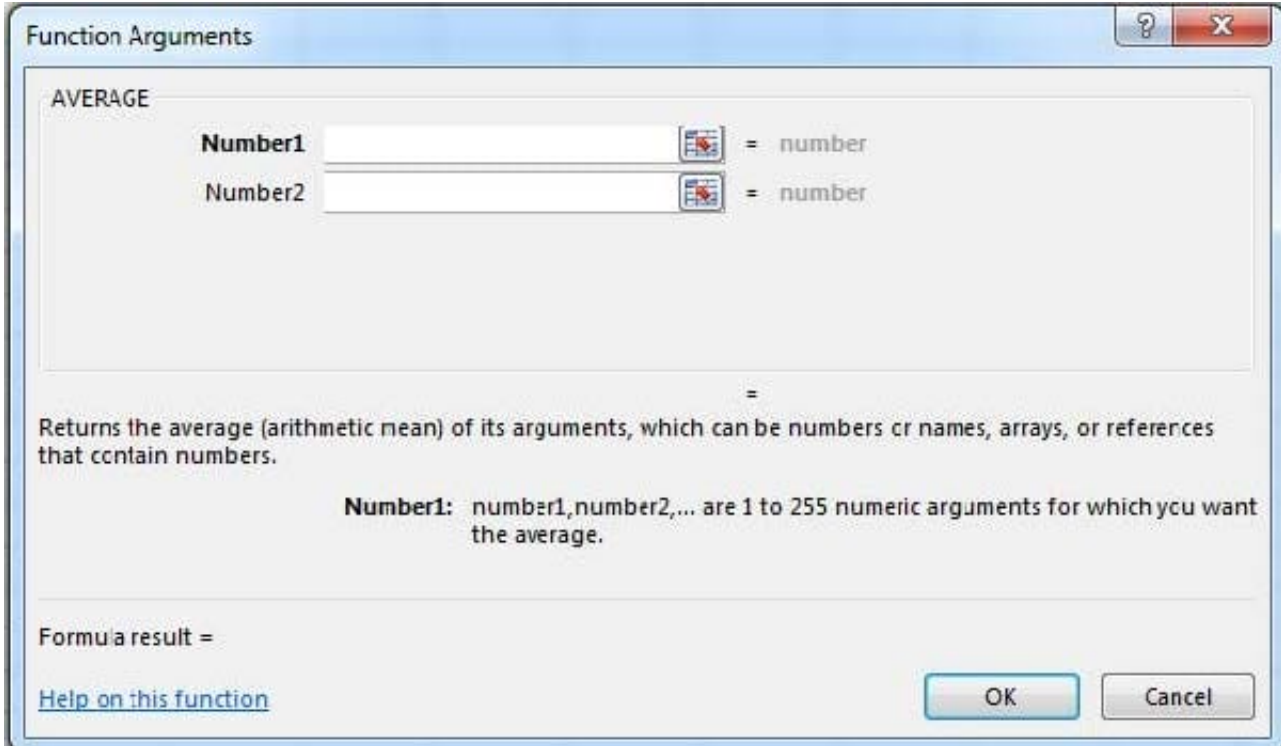 Function Arguments
?
X
AVERAGE
Number1 = number
Number2 = number
=
Returns the average (arithmetic mean) of its arguments, which can be numbers or names, arrays, or references
that contain numbers.
Number1: number1,number2,... are 1 to 255 numeric arguments for which you want
the average.
Formula result =
Help on this function
OK
Cancel